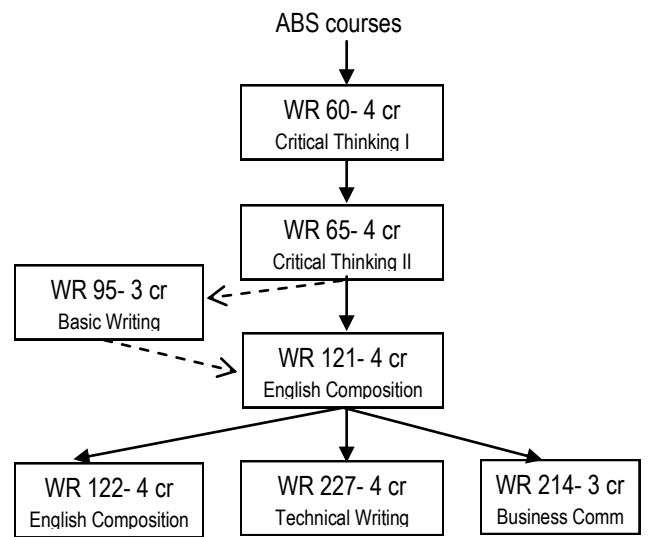 ABS courses
WR 60- 4 cr
Critical Thinking I
WR 65- 4 cr
Critical Thinking II
WR 95- 3 cr
Basic Writing
WR 121- 4 cr
English Composition
WR 122- 4 cr
English Composition
WR 227- 4 cr
Technical Writing
WR 214- 3 cr
Business Comm